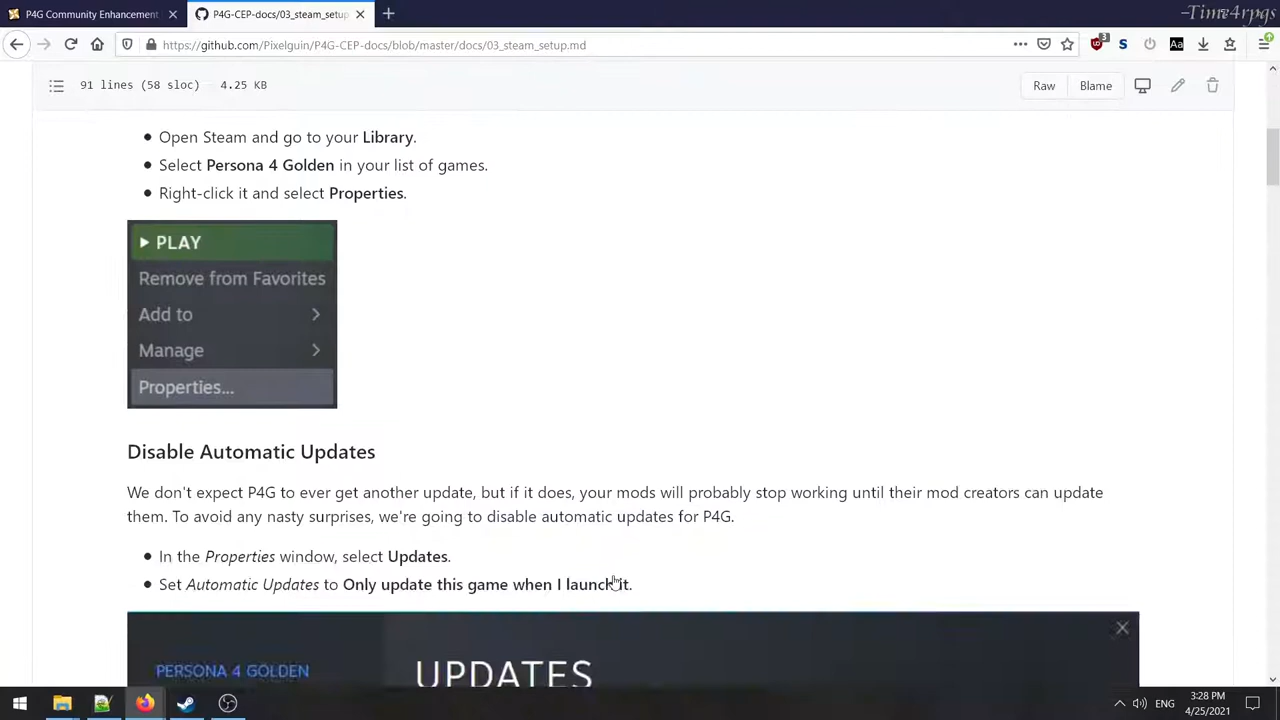 P4G Community Enhancement
P4G-CEP-docs/03_steam_setup
-Time4rpgs
https://github.com/Pixelguin/P4G-CEP-docs/blob/master/docs/03_steam_setup.md
3
S
Aa
91 lines (58 sloc) 4.25 KB
Raw
Blame
Open Steam and go to your Library.
Select Persona 4 Golden in your list of games.
Right-click it and select Properties.
PLAY
Remove from Favorites
Add to
Manage
Properties...
Disable Automatic Updates
We don't expect P4G to ever get another update, but if it does, your mods will probably stop working until their mod creators can update
them. To avoid any nasty surprises, we're going to disable automatic updates for P4G.
In the Properties window, select Updates.
Set Automatic Updates to Only update this game when I launch it.
PERSONA 4 GOLDEN
UPDATES
ENG
3:28 PM
4/25/2021